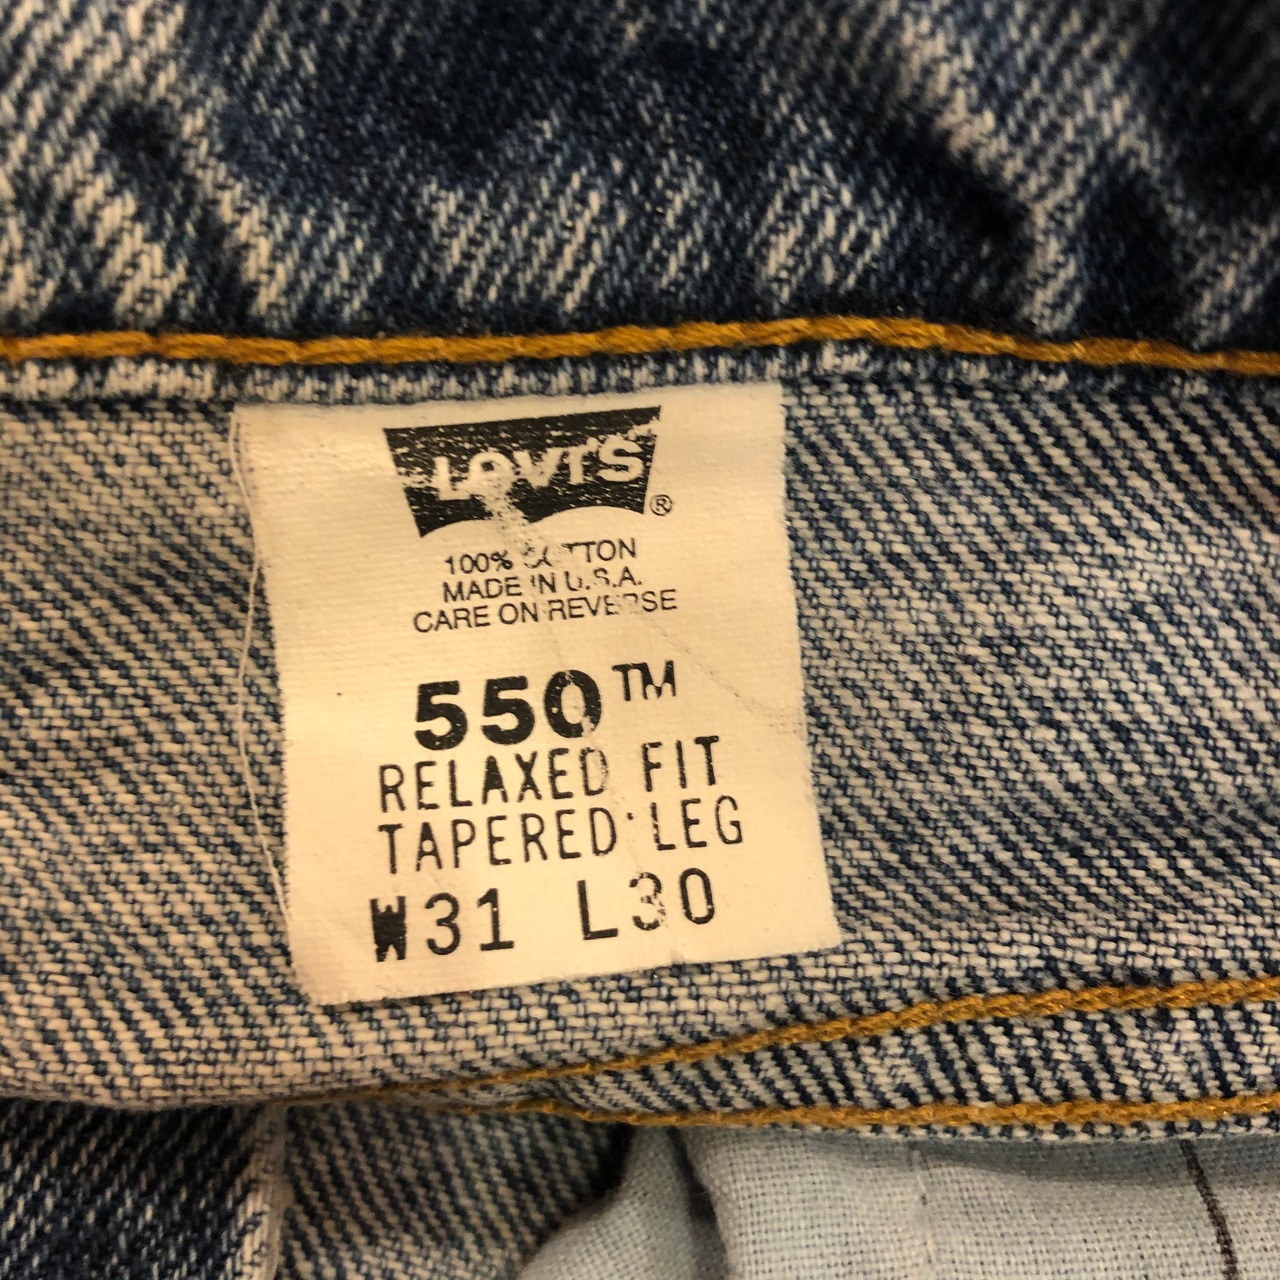 LEVI'S ®
100% COTTON
MADE IN U.S.A.
CARE ON REVERSE
550™
RELAXED FIT
TAPERED LEG
W31 L30